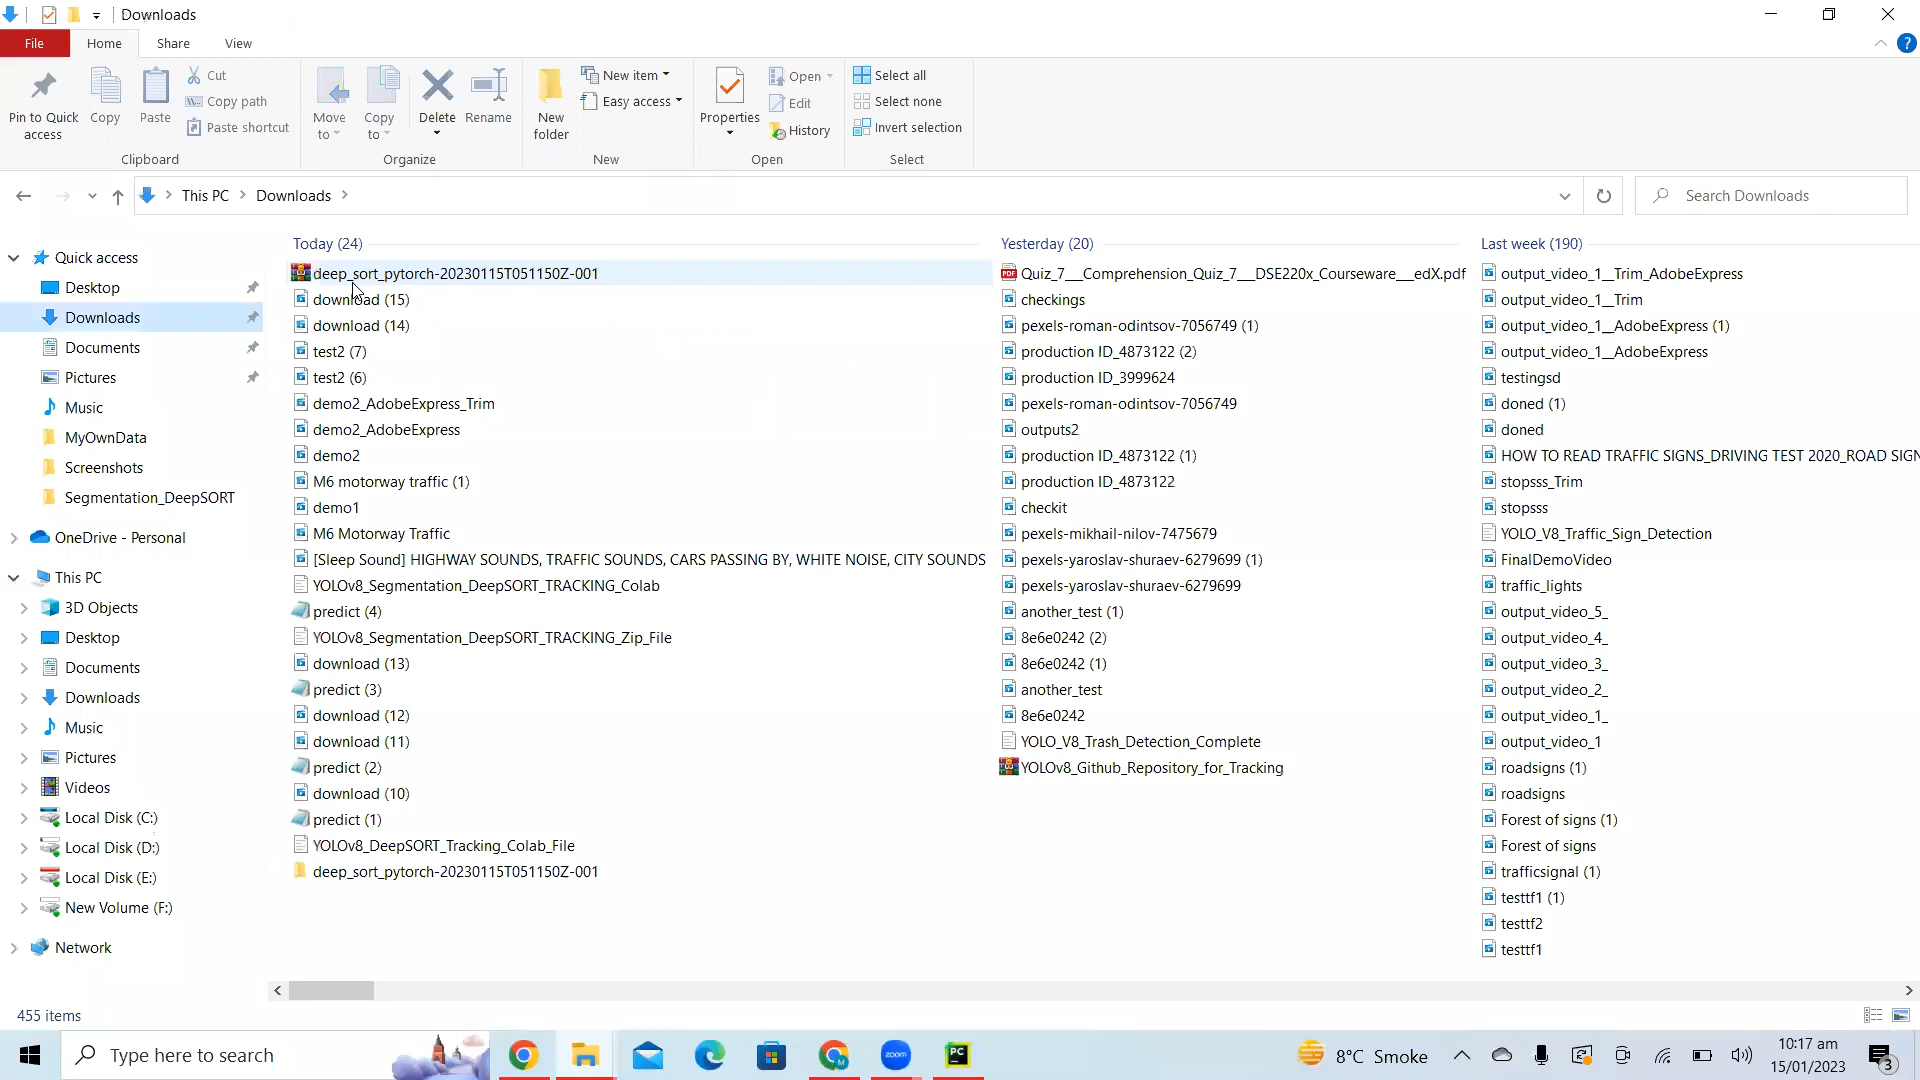 Downloads
File
Home
Share
View
Pin to Quick access
Copy
Paste
Cut
Copy path
Paste shortcut
Clipboard
Move to
Copy to
Delete
Rename
Organize
New folder
New item
Easy access
New
Properties
Open
Edit
History
Open
Select all
Select none
Invert selection
Select
This PC
Downloads
Search Downloads
Quick access
Desktop
Downloads
Documents
Pictures
Music
MyOwnData
Screenshots
Segmentation_DeepSORT
OneDrive - Personal
This PC
3D Objects
Desktop
Documents
Downloads
Music
Pictures
Videos
Local Disk (C:)
Local Disk (D:)
Local Disk (E:)
New Volume (F:)
Network
Today (24)
deep_sort_pytorch-20230115T051150Z-001
download (15)
download (14)
test2 (7)
test2 (6)
demo2_AdobeExpress_Trim
demo2_AdobeExpress
demo2
M6 motorway traffic (1)
demo1
M6 Motorway Traffic
[Sleep Sound] HIGHWAY SOUNDS, TRAFFIC SOUNDS, CARS PASSING BY, WHITE NOISE, CITY SOUNDS
YOLOv8_Segmentation_DeepSORT_TRACKING_Colab
predict (4)
YOLOv8_Segmentation_DeepSORT_TRACKING_Zip_File
download (13)
predict (3)
download (12)
download (11)
predict (2)
download (10)
predict (1)
YOLOv8_DeepSORT_Tracking_Colab_File
deep_sort_pytorch-20230115T051150Z-001
Yesterday (20)
Quiz_7__Comprehension_Quiz_7__DSE220x_Courseware__edX.pdf
checkings
pexels-roman-odintsov-7056749 (1)
production ID_4873122 (2)
production ID_3999624
pexels-roman-odintsov-7056749
outputs2
production ID_4873122 (1)
production ID_4873122
checkit
pexels-mikhail-nilov-7475679
pexels-yaroslav-shuraev-6279699 (1)
pexels-yaroslav-shuraev-6279699
another_test (1)
8e6e0242 (2)
8e6e0242 (1)
another_test
8e6e0242
YOLO_V8_Trash_Detection_Complete
YOLOv8_Github_Repository_for_Tracking
Last week (190)
output_video_1__Trim_AdobeExpress
output_video_1__Trim
output_video_1__AdobeExpress (1)
output_video_1__AdobeExpress
testingsd
doned (1)
doned
HOW TO READ TRAFFIC SIGNS_DRIVING TEST 2020_ROAD SIGN
stopsss_Trim
stopsss
YOLO_V8_Traffic_Sign_Detection
FinalDemoVideo
traffic_lights
output_video_5_
output_video_4_
output_video_3_
output_video_2_
output_video_1_
output_video_1
roadsigns (1)
roadsigns
Forest of signs (1)
Forest of signs
trafficsignal (1)
testtf1 (1)
testtf2
testtf1
455 items
Type here to search
zoom
PC
8°C Smoke
10:17 am
15/01/2023
3